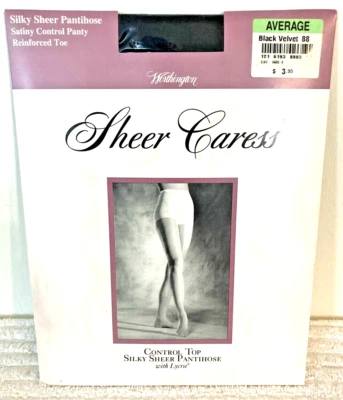 Silky Sheer Pantihose
Satiny Control Panty
Reinforced Toe
AVERAGE
Black Velvet 88
$ 3.50
Worthington
Sheer Caress
Control Top
Silky Sheer Pantihose
with Lycra®